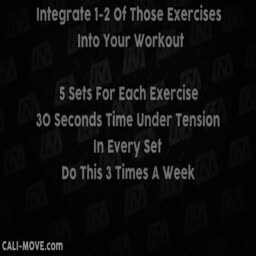 Integrate 1-2 Of Those Exercises
Into Your Workout
5 Sets For Each Exercise
30 Seconds Time Under Tension
In Every Set
Do This 3 Times A Week
CALI-MOVE.com